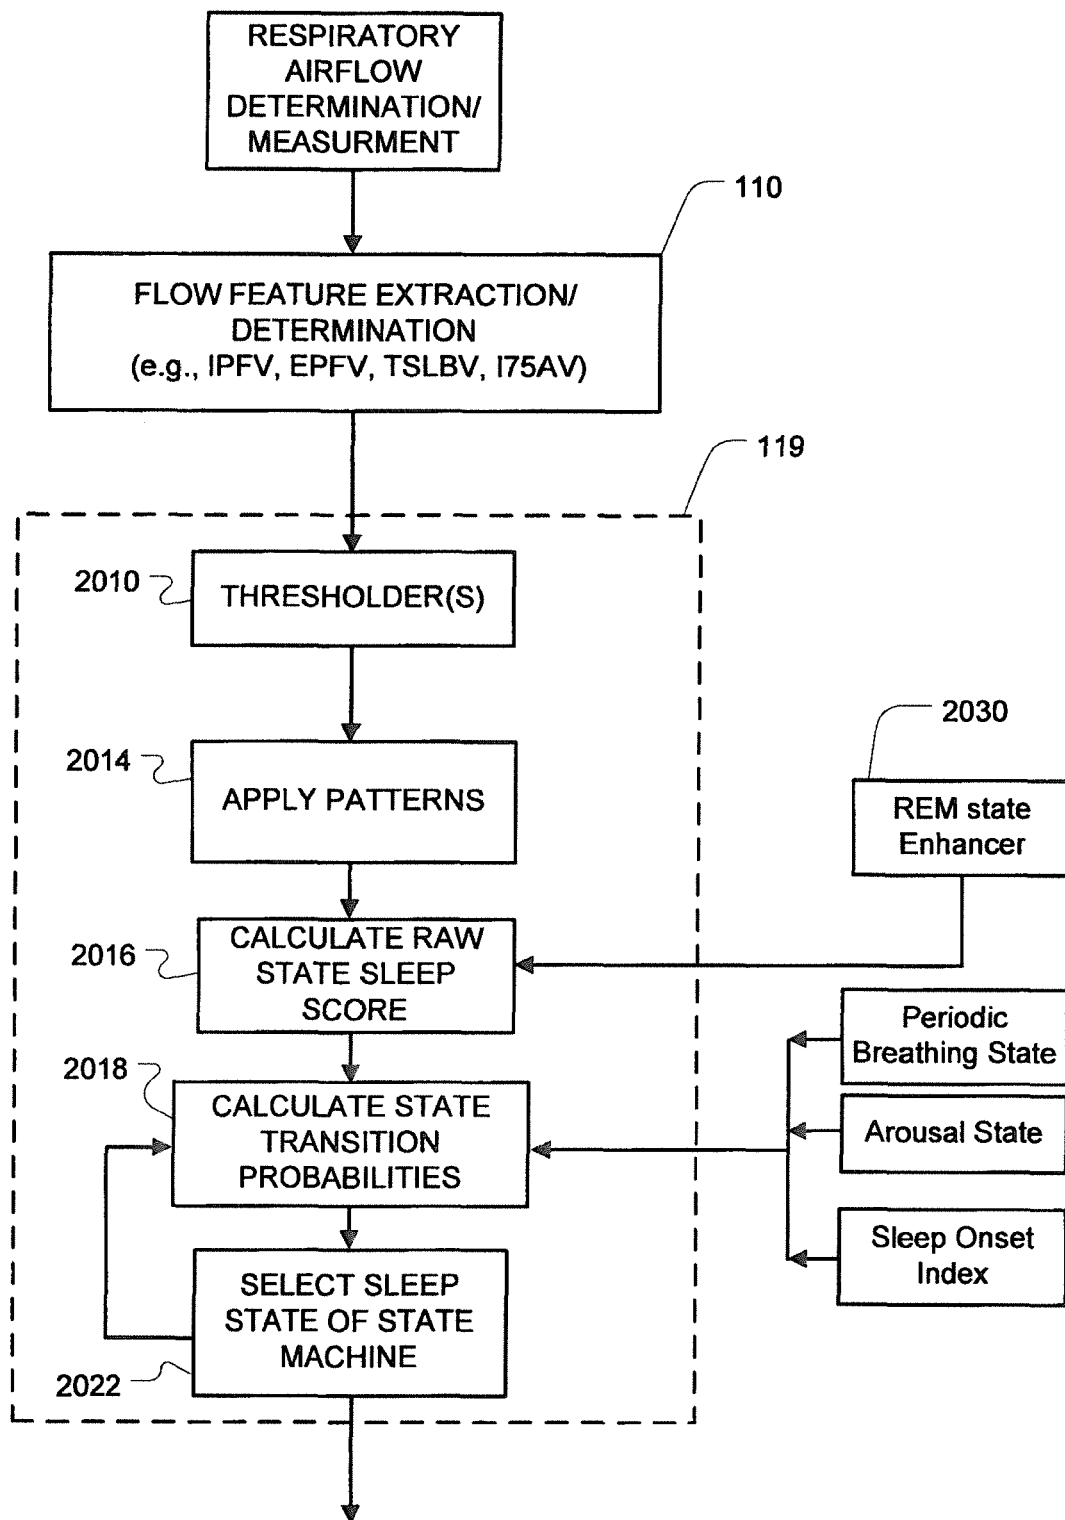 RESPIRATORY
AIRFLOW
DETERMINATION/
MEASURMENT
110
FLOW FEATURE EXTRACTION/
DETERMINATION
(e.g., IPFV, EPFV, TSLBV, I75AV)
119
2010
THRESHOLDER(S)
2014
APPLY PATTERNS
2030
REM state
Enhancer
2016
CALCULATE RAW
STATE SLEEP
SCORE
Periodic
Breathing State
2018
CALCULATE STATE
TRANSITION
PROBABILITIES
Arousal State
Sleep Onset
Index
SELECT SLEEP
STATE OF STATE
MACHINE
2022